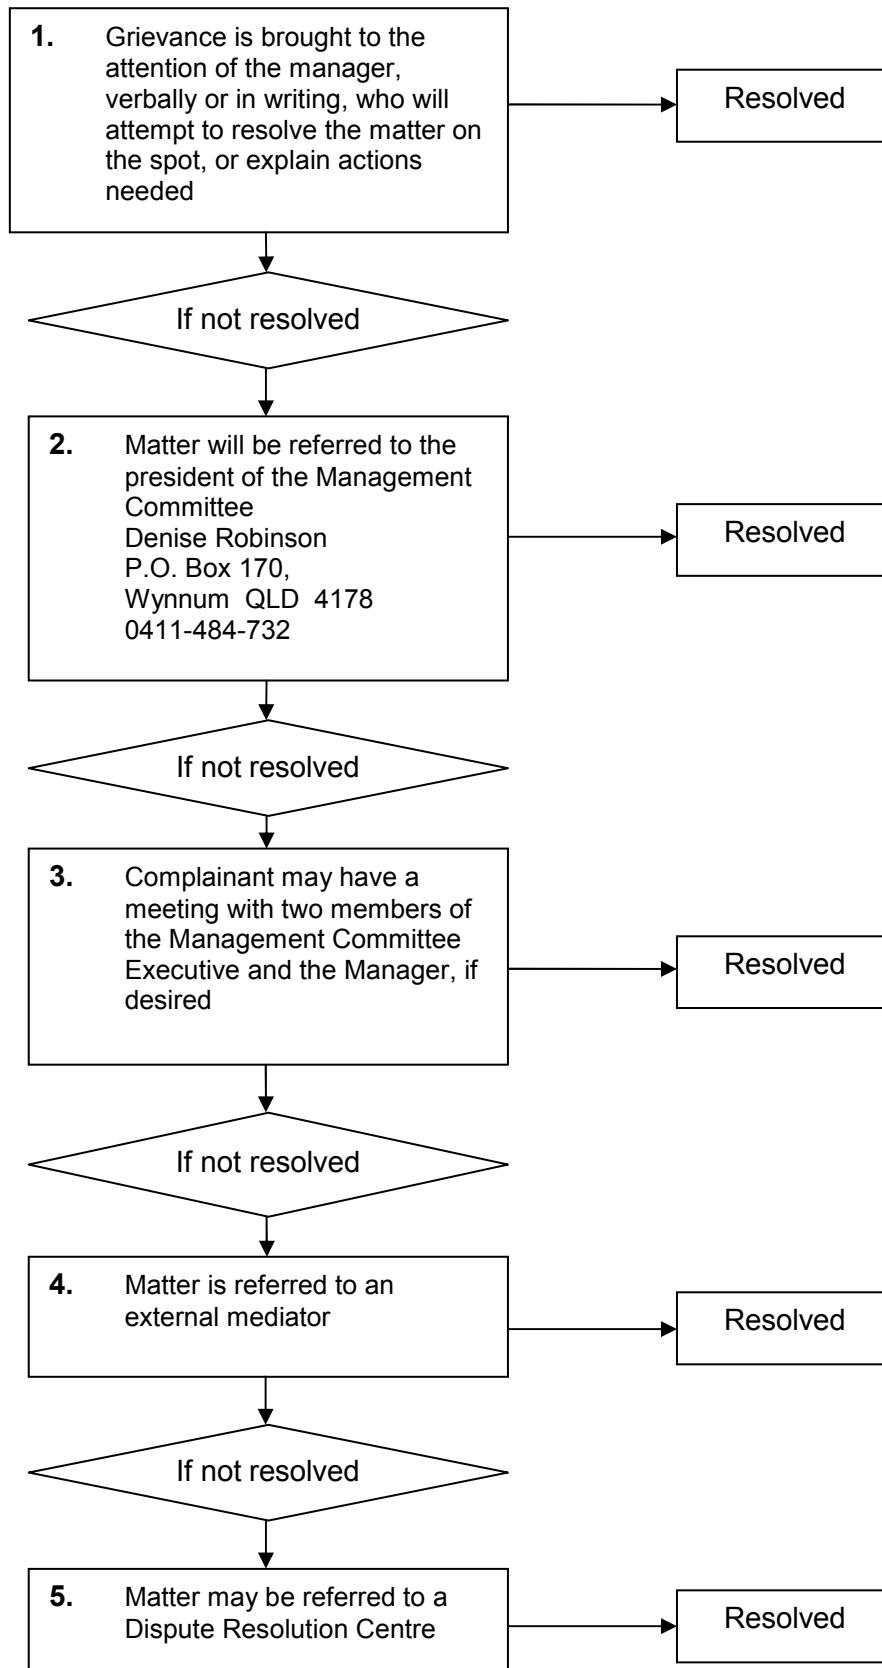 1. Grievance is brought to the
attention of the manager,
verbally or in writing, who will
attempt to resolve the matter on
the spot, or explain actions
needed
Resolved
If not resolved
2. Matter will be referred to the
president of the Management
Committee
Denise Robinson
P.O. Box 170,
Wynnum QLD 4178
0411-484-732
Resolved
If not resolved
3. Complainant may have a
meeting with two members of
the Management Committee
Executive and the Manager, if
desired
Resolved
If not resolved
4. Matter is referred to an
external mediator
Resolved
If not resolved
5. Matter may be referred to a
Dispute Resolution Centre
Resolved